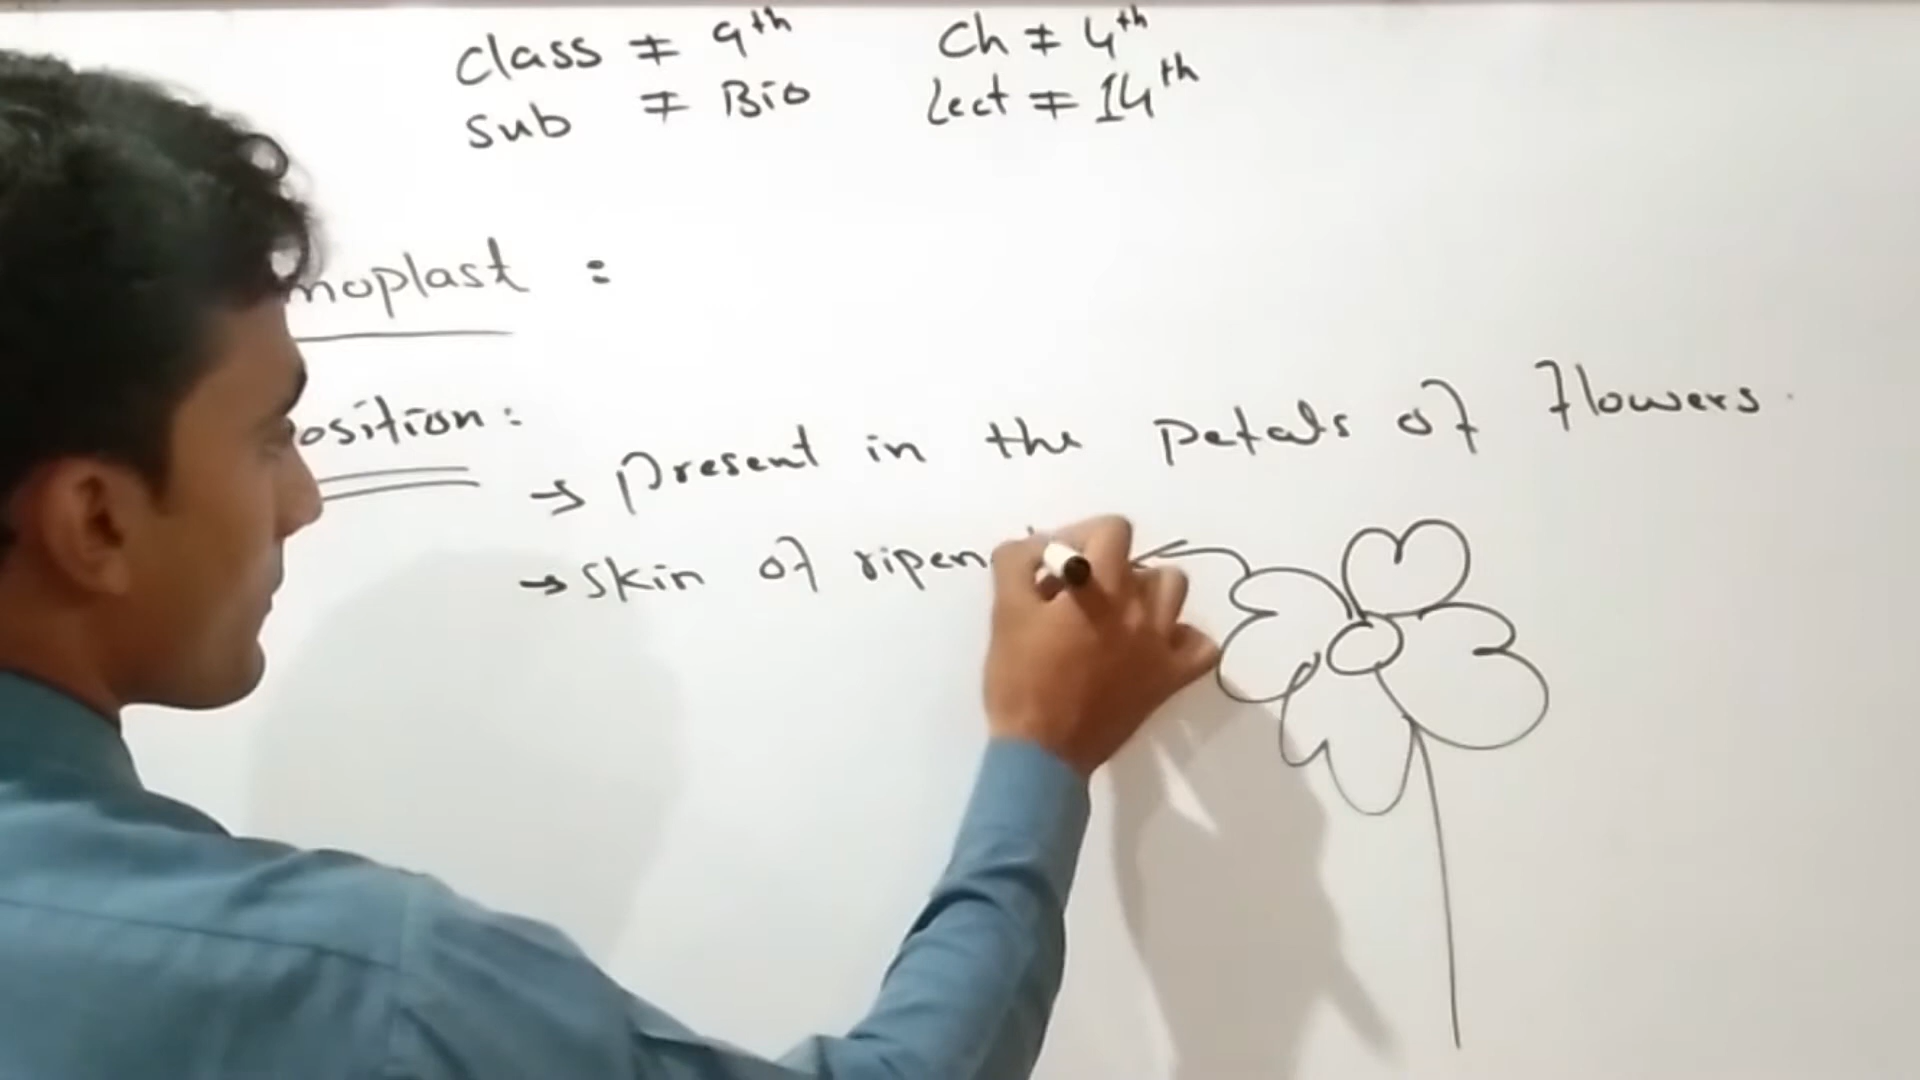 Class ≠ 9th Ch ≠ 4th
Sub ≠ Bio Lect ≠ 14th
moplast :
osition :
→ Present in the Petals of flowers.
→ Skin of ripen